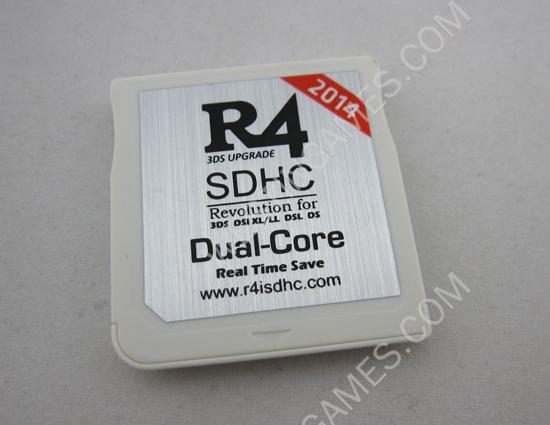 2014
R4
3DS UPGRADE
SDHC
Revolution for
3DS DSi XL/LL DSL DS
Dual-Core
Real Time Save
www.r4isdhc.com
GAMES.COM
GAMES.COM